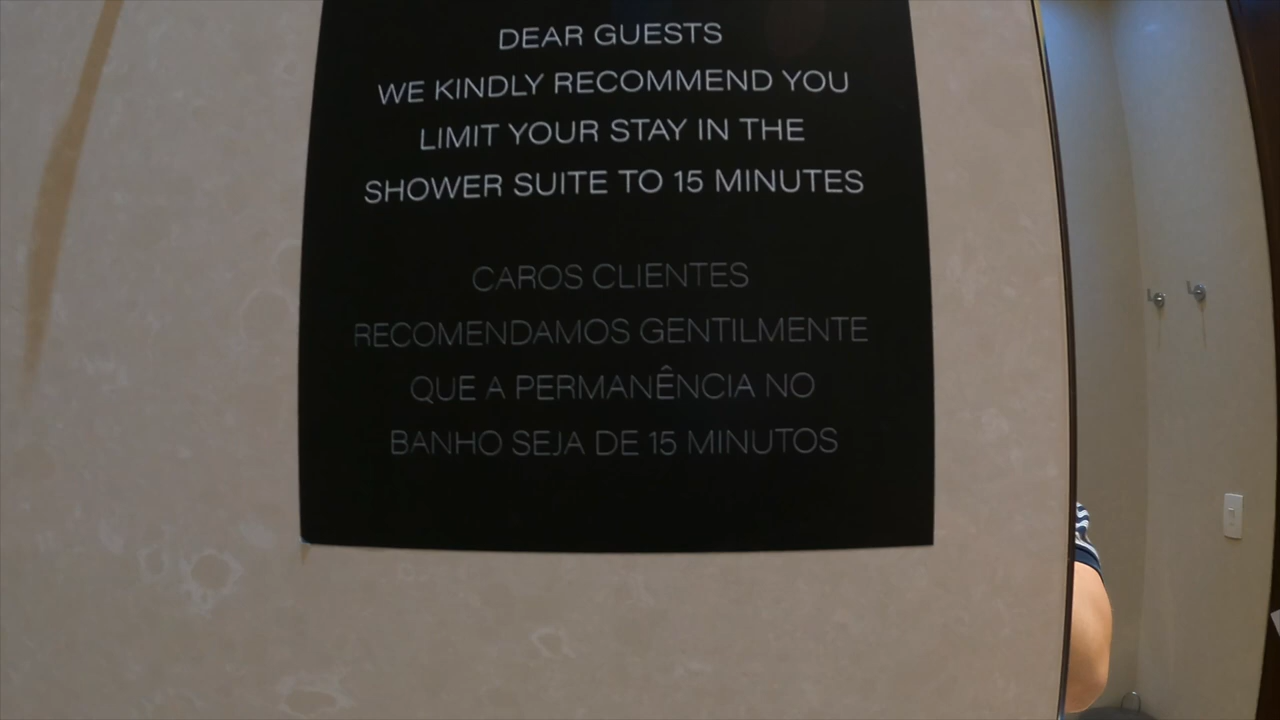 DEAR GUESTS
WE KINDLY RECOMMEND YOU
LIMIT YOUR STAY IN THE
SHOWER SUITE TO 15 MINUTES
CAROS CLIENTES
RECOMENDAMOS GENTILMENTE
QUE A PERMANÊNCIA NO
BANHO SEJA DE 15 MINUTOS